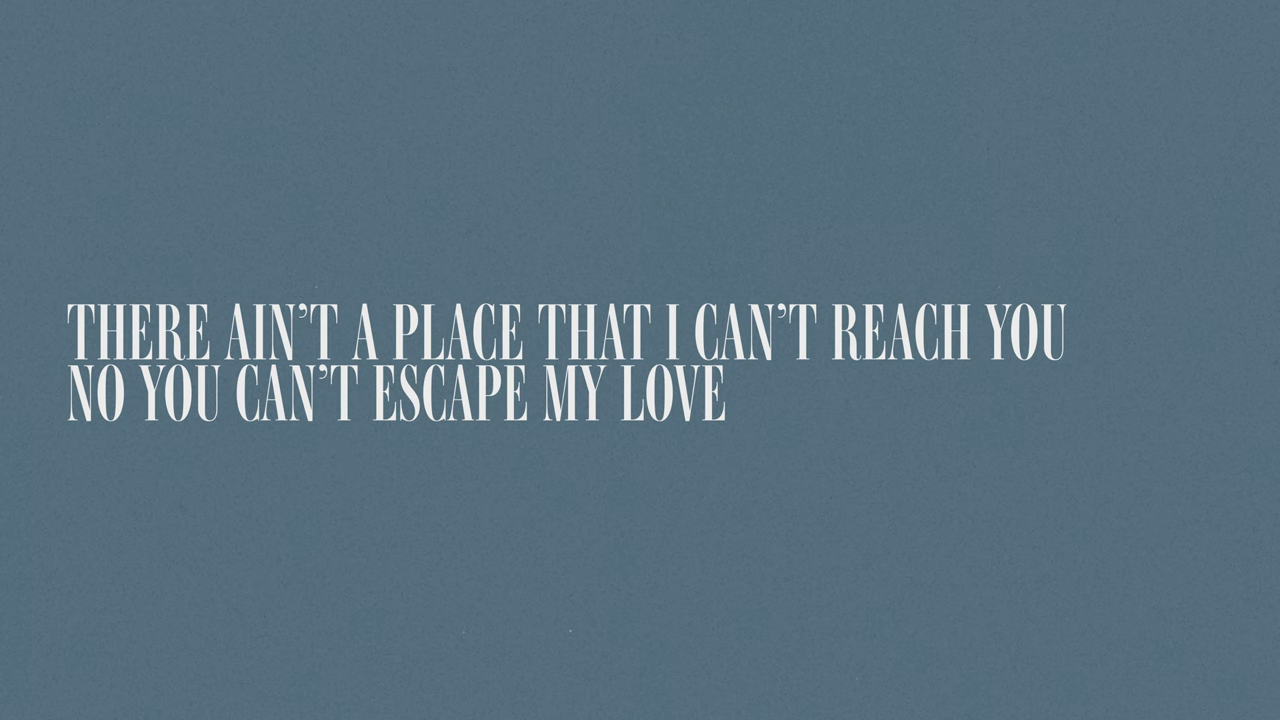 THERE AIN’T A PLACE THAT I CAN’T REACH YOU
NO YOU CAN’T ESCAPE MY LOVE